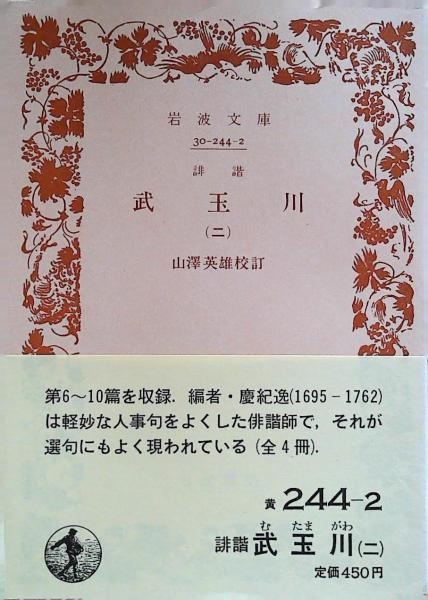 岩波文庫
30-244-2
誹諧
武玉川
(二)
山澤英雄校訂
第6～10篇を収録．編者・慶紀逸(1695－1762)
は軽妙な人事句をよくした俳諧師で，それが
選句にもよく現われている(全4冊)．
黄 244-2
む たま がわ
誹諧 武玉川(二)
定価450円